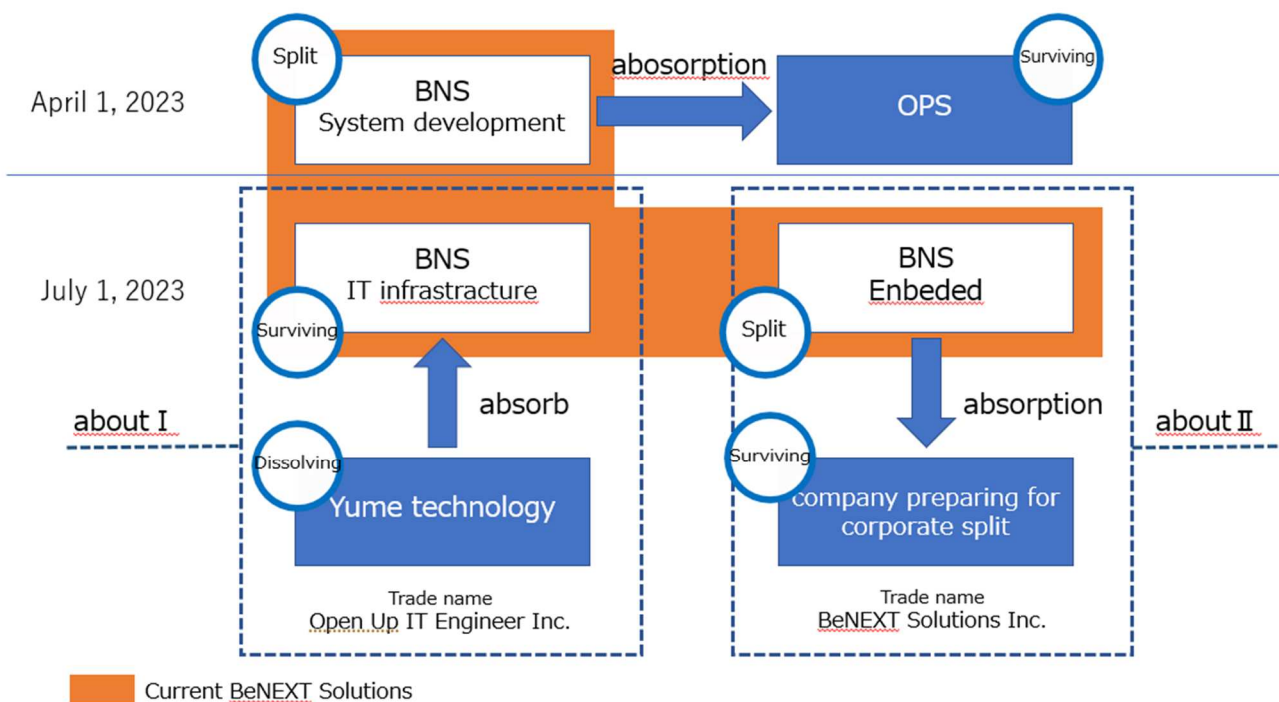 Split
Surviving
abosorption
April 1, 2023
BNS
System development
OPS
July 1, 2023
BNS
IT infrastracture
Surviving
BNS
Enbeded
Split
about I
absorb
absorption
about Ⅱ
Dissolving
Yume technology
Surviving
company preparing for
corporate split
Trade name
Open Up IT Engineer Inc.
Trade name
BeNEXT Solutions Inc.
Current BeNEXT Solutions